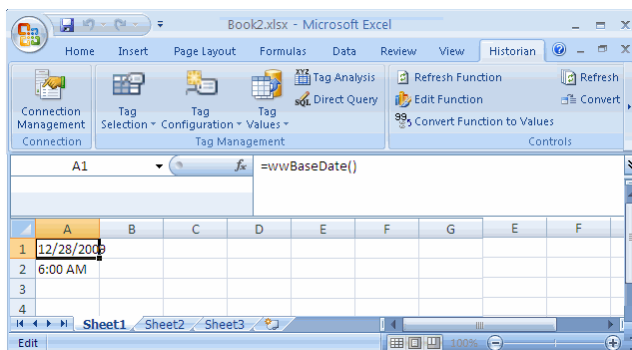 Book2.xlsx - Microsoft Excel
Home Insert Page Layout Formulas Data Review View Historian
Connection Management
Tag Selection
Tag Configuration
Tag Values
Tag Analysis
Direct Query
Refresh Function
Edit Function
Convert Function to Values
Refresh
Convert
Connection Tag Management Controls
A1 fx =wwBaseDate()
A B C D E F G E F
1 12/28/2009
2 6:00 AM
3
4
Sheet1 Sheet2 Sheet3
Edit 100%